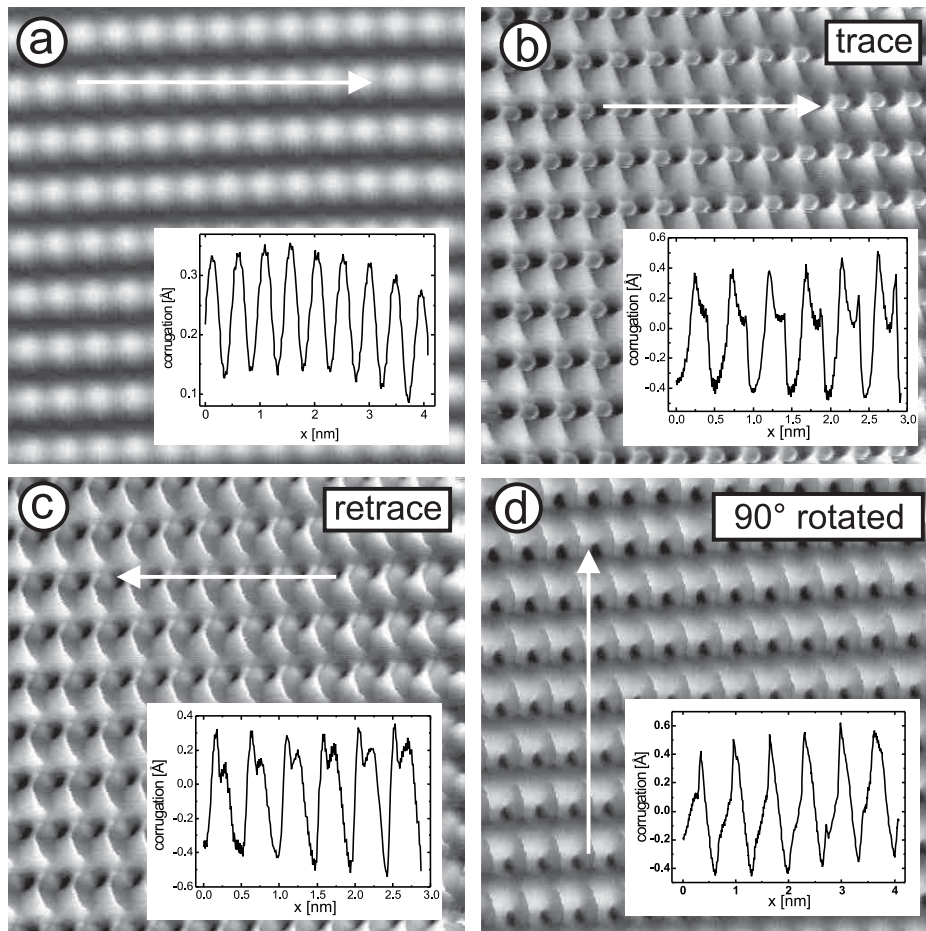 a
corrugation [Å]
0.3
0.2
0.1
0 1 2 3 4
x [nm]
b
trace
corrugation [Å]
0.6
0.4
0.2
0.0
-0.2
-0.4
0.0 0.5 1.0 1.5 2.0 2.5 3.0
x [nm]
c
retrace
corrugation [Å]
0.4
0.2
0.0
-0.2
-0.4
-0.6
0.0 0.5 1.0 1.5 2.0 2.5 3.0
x [nm]
d
90° rotated
corrugation [Å]
0.6
0.4
0.2
0.0
-0.2
-0.4
0 1 2 3 4
x [nm]